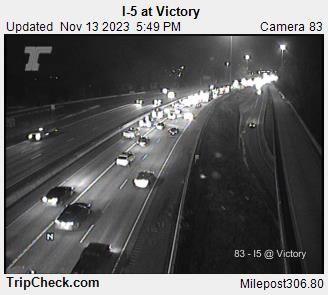 I-5 at Victory
Updated Nov 13 2023 5:49 PM
Camera 83
T
N
83 - I5 @ Victory
TripCheck.com
Milepost306.80